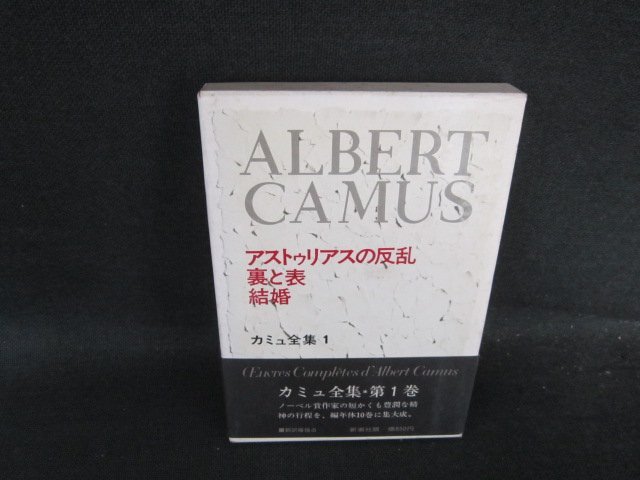 ALBERT
CAMUS
アストゥリアスの反乱
裏と表
結婚
カミュ全集 1
Œuvres Complètes d'Albert Camus
カミュ全集・第1巻
ノーベル賞作家の短かくも豊潤な精
神の行程を、編年体10巻に集大成。
新潮社版